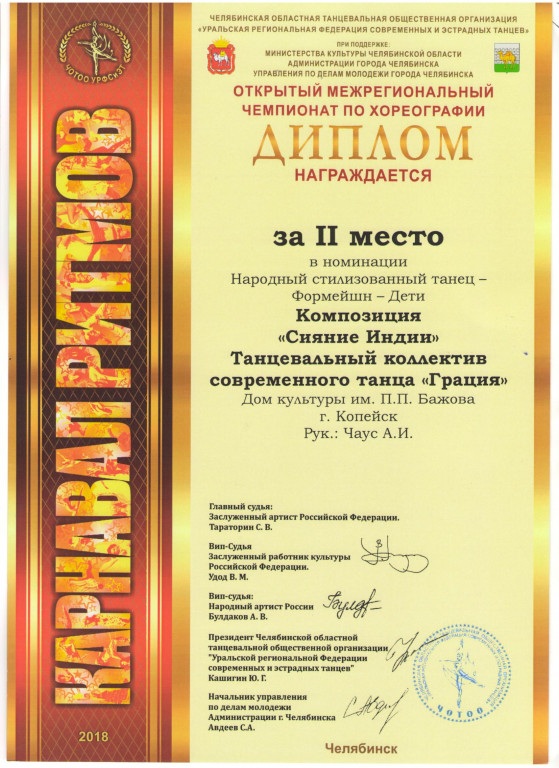 ЧЕЛЯБИНСКАЯ ОБЛАСТНАЯ ТАНЦЕВАЛЬНАЯ ОБЩЕСТВЕННАЯ ОРГАНИЗАЦИЯ
«УРАЛЬСКАЯ РЕГИОНАЛЬНАЯ ФЕДЕРАЦИЯ СОВРЕМЕННЫХ И ЭСТРАДНЫХ ТАНЦЕВ»
ПРИ ПОДДЕРЖКЕ:
МИНИСТЕРСТВА КУЛЬТУРЫ ЧЕЛЯБИНСКОЙ ОБЛАСТИ
АДМИНИСТРАЦИИ ГОРОДА ЧЕЛЯБИНСКА
УПРАВЛЕНИЯ ПО ДЕЛАМ МОЛОДЕЖИ ГОРОДА ЧЕЛЯБИНСКА
ОТКРЫТЫЙ МЕЖРЕГИОНАЛЬНЫЙ
ЧЕМПИОНАТ ПО ХОРЕОГРАФИИ
ДИПЛОМ
НАГРАЖДАЕТСЯ
за II место
в номинации
Народный стилизованный танец –
Формейшн – Дети
Композиция
«Сияние Индии»
Танцевальный коллектив
современного танца «Грация»
Дом культуры им. П.П. Бажова
г. Копейск
Рук.: Чаус А.И.
Главный судья:
Заслуженный артист Российской Федерации.
Тараторин С. В.
Вип-Судья
Заслуженный работник культуры
Российской Федерации.
Удод В. М.
Вип-судья:
Народный артист России
Булдаков А. В.
Президент Челябинской областной
танцевальной общественной организации
"Уральской региональной Федерации
современных и эстрадных танцев"
Кашигин Ю. Г.
Начальник управления
по делам молодежи
Администрации г. Челябинска
Авдеев С.А.
Челябинск
ЧОТОО УРФСиЭТ
КАРНАВАЛ РИТМОВ
2018
ЧОТОО